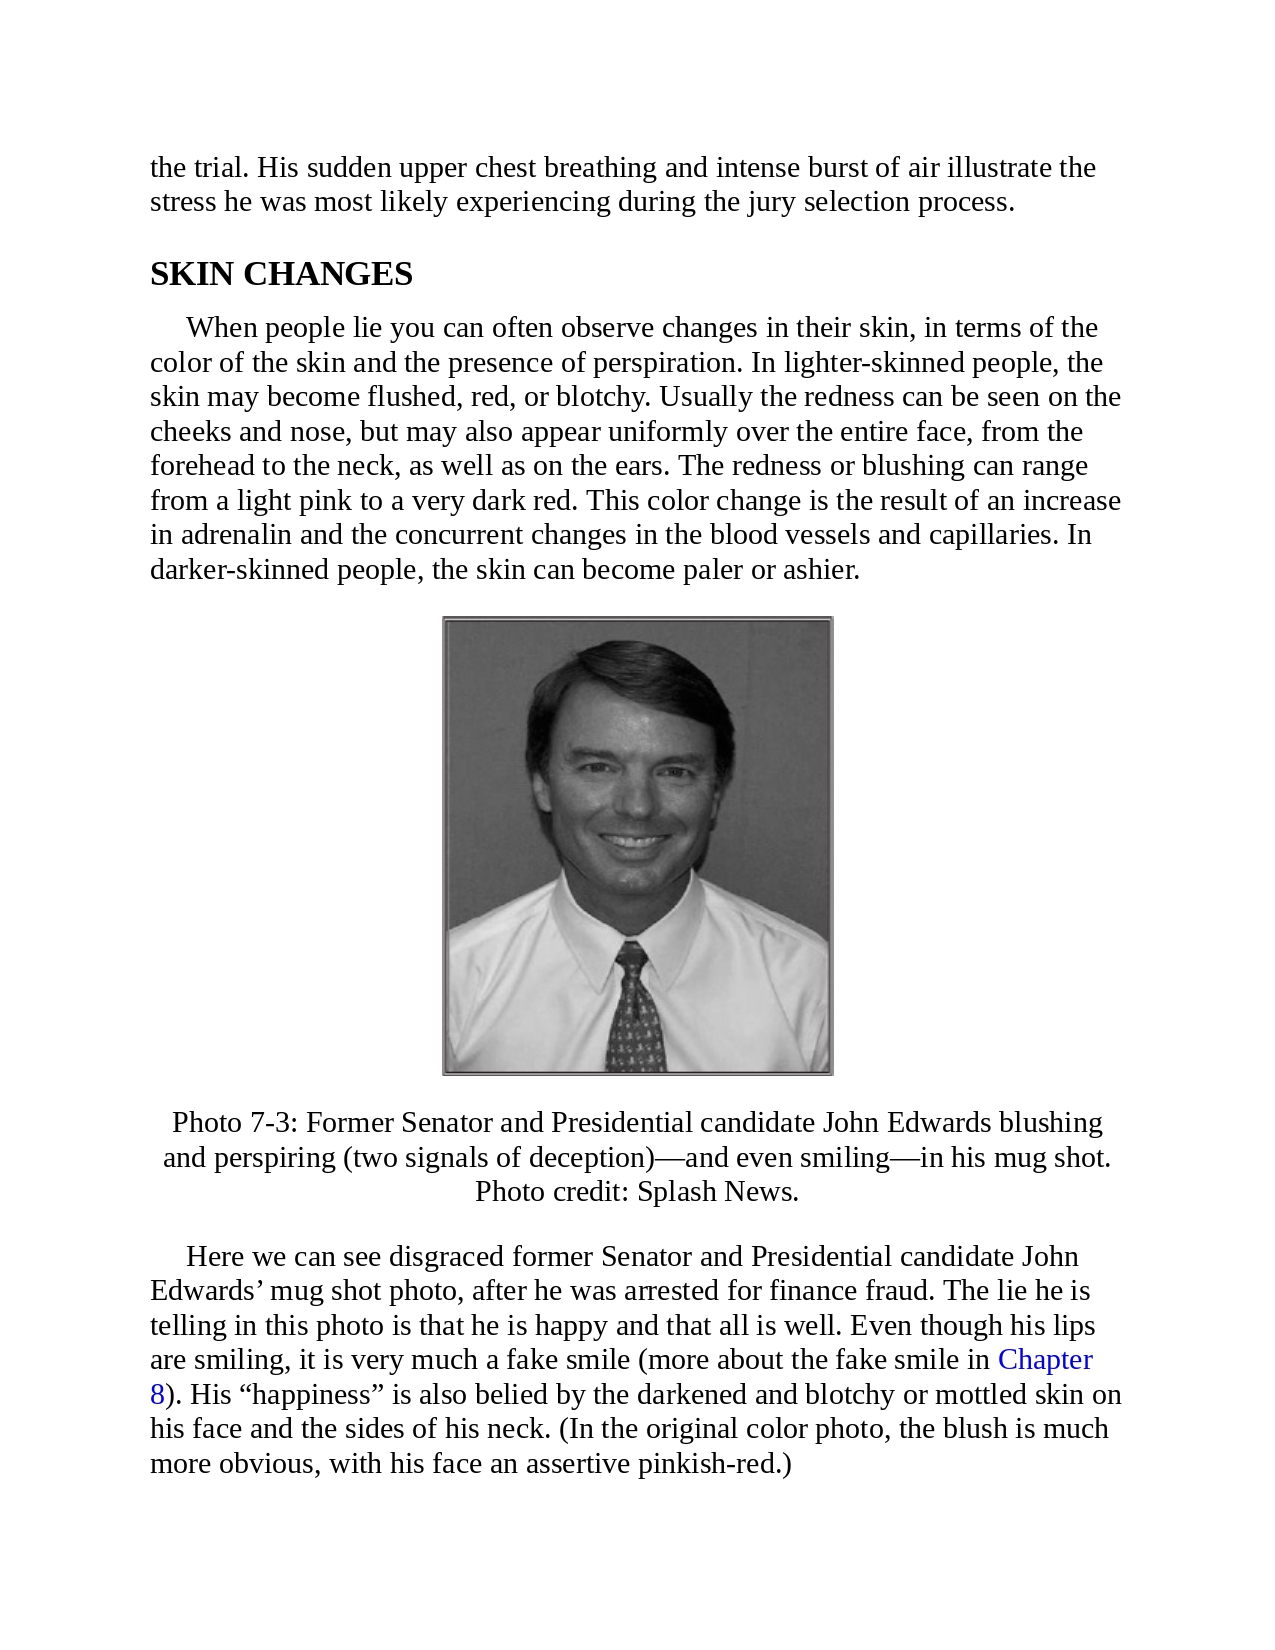 the trial. His sudden upper chest breathing and intense burst of air illustrate the
stress he was most likely experiencing during the jury selection process.
SKIN CHANGES
When people lie you can often observe changes in their skin, in terms of the
color of the skin and the presence of perspiration. In lighter-skinned people, the
skin may become flushed, red, or blotchy. Usually the redness can be seen on the
cheeks and nose, but may also appear uniformly over the entire face, from the
forehead to the neck, as well as on the ears. The redness or blushing can range
from a light pink to a very dark red. This color change is the result of an increase
in adrenalin and the concurrent changes in the blood vessels and capillaries. In
darker-skinned people, the skin can become paler or ashier.
Photo 7-3: Former Senator and Presidential candidate John Edwards blushing
and perspiring (two signals of deception)—and even smiling—in his mug shot.
Photo credit: Splash News.
Here we can see disgraced former Senator and Presidential candidate John
Edwards’ mug shot photo, after he was arrested for finance fraud. The lie he is
telling in this photo is that he is happy and that all is well. Even though his lips
are smiling, it is very much a fake smile (more about the fake smile in Chapter
8). His “happiness” is also belied by the darkened and blotchy or mottled skin on
his face and the sides of his neck. (In the original color photo, the blush is much
more obvious, with his face an assertive pinkish-red.)